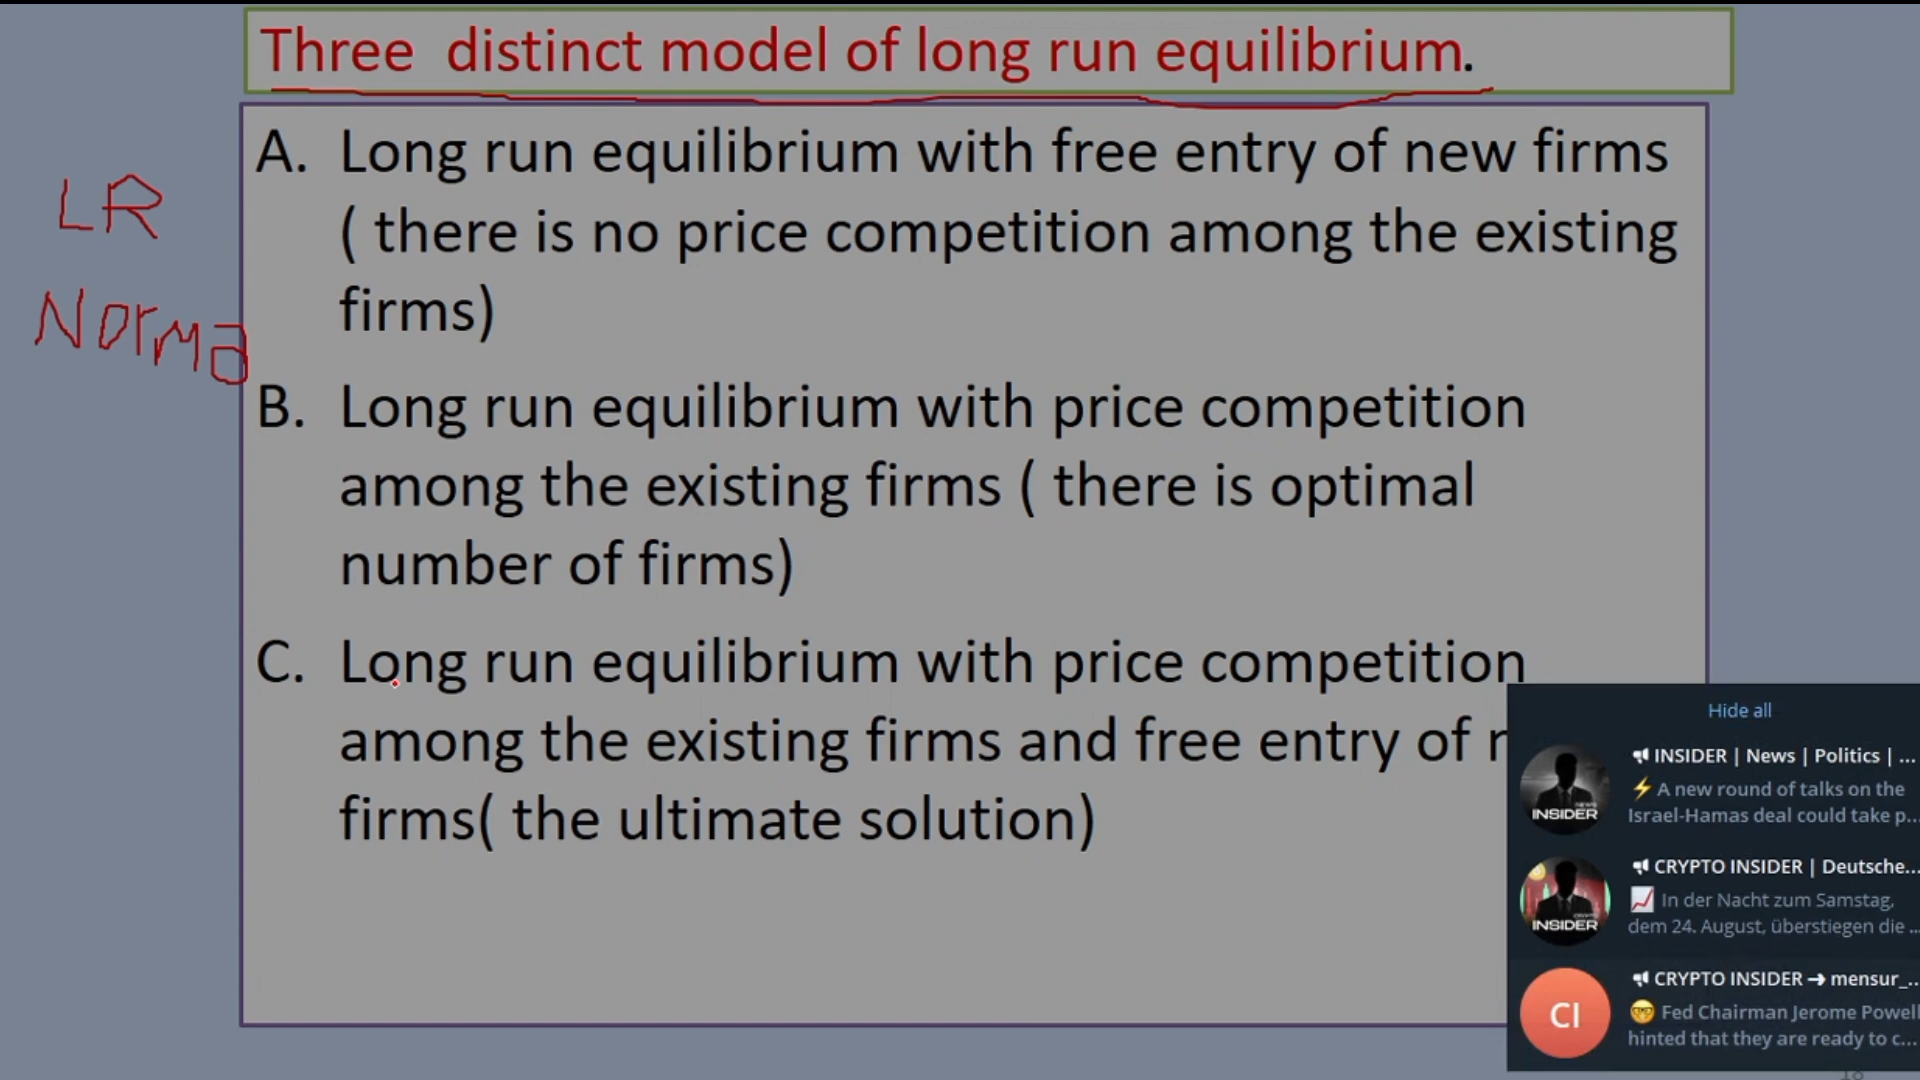 Three distinct model of long run equilibrium.
A. Long run equilibrium with free entry of new firms
( there is no price competition among the existing
firms)
LR
Norma
B. Long run equilibrium with price competition
among the existing firms ( there is optimal
number of firms)
C. Long run equilibrium with price competition
among the existing firms and free entry of
firms( the ultimate solution)
Hide all
INSIDER | News | Politics | ...
⚡ A new round of talks on the
Israel-Hamas deal could take p...
CRYPTO INSIDER | Deutsche...
📈 In der Nacht zum Samstag,
dem 24. August, überstiegen die ...
CRYPTO INSIDER ➜ mensur_...
🤓 Fed Chairman Jerome Powell
hinted that they are ready to c...
INSIDER
NEWS
INSIDER
CRYPTO
CI